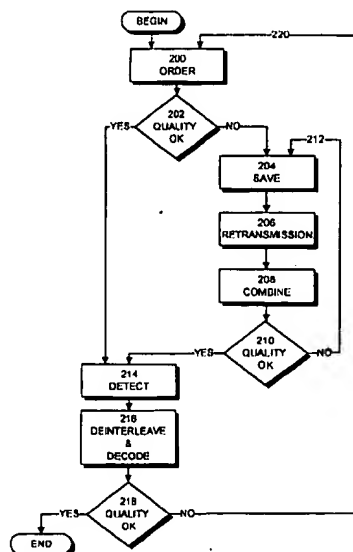 BEGIN
220
200
ORDER
202
QUALITY
OK
YES
NO
212
204
SAVE
206
RETRANSMISSION
208
COMBINE
210
QUALITY
OK
YES
NO
214
DETECT
216
DEINTERLEAVE
&
DECODE
218
QUALITY
OK
YES
NO
END